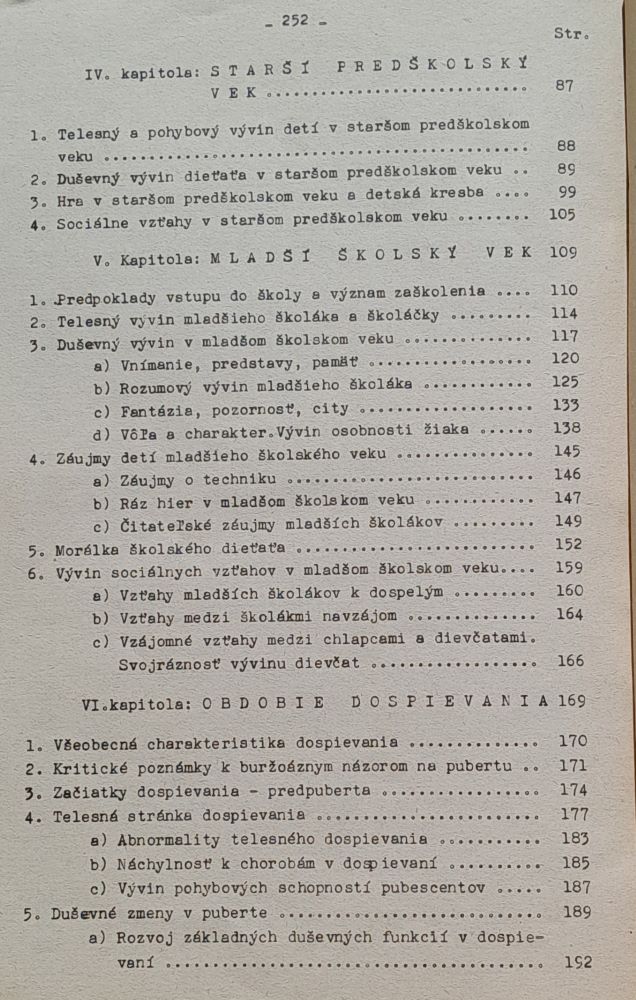 - 252 -
Str.
IV. kapitola: S T A R Š Í P R E D Š K O L S K Ý
V E K .............................. 87
1. Telesný a pohybový vývin detí v staršom predškolskom
veku ............................................ 88
2. Duševný vývin dieťaťa v staršom predškolskom veku .. 89
3. Hra v staršom predškolskom veku a detská kresba .... 99
4. Sociálne vzťahy v staršom predškolskom veku ........ 105
V. Kapitola: M L A D Š Í Š K O L S K Ý V E K 109
1. Predpoklady vstupu do školy a význam zaškolenia .... 110
2. Telesný vývin mladšieho školáka a školáčky ......... 114
3. Duševný vývin v mladšom školskom veku .............. 117
a) Vnímanie, predstavy, pamäť .................. 120
b) Rozumový vývin mladšieho školáka ............ 125
c) Fantázia, pozornosť, city ................... 133
d) Vôľa a charakter.Vývin osobnosti žiaka ...... 138
4. Záujmy detí mladšieho školského veku ............... 145
a) Záujmy o techniku ........................... 146
b) Ráz hier v mladšom školskom veku ............ 147
c) Čitateľské záujmy mladších školákov ......... 149
5. Morálka školského dieťaťa .......................... 152
6. Vývin sociálnych vzťahov v mladšom školskom veku.... 159
a) Vzťahy mladších školákov k dospelým ......... 160
b) Vzťahy medzi školákmi navzájom .............. 164
c) Vzájomné vzťahy medzi chlapcami a dievčatami.
Svojráznosť vývinu dievčat .................. 166
VI.kapitola: O B D O B I E D O S P I E V A N I A 169
1. Všeobecná charakteristika dospievania .............. 170
2. Kritické poznámky k buržoáznym názorom na pubertu .. 171
3. Začiatky dospievania - predpuberta ................. 174
4. Telesná stránka dospievania ........................ 177
a) Abnormality telesného dospievania ........... 183
b) Náchylnosť k chorobám v dospievaní .......... 185
c) Vývin pohybových schopností pubescentov ..... 187
5. Duševné zmeny v puberte ............................ 189
a) Rozvoj základných duševných funkcií v dospie-
vaní ........................................ 192